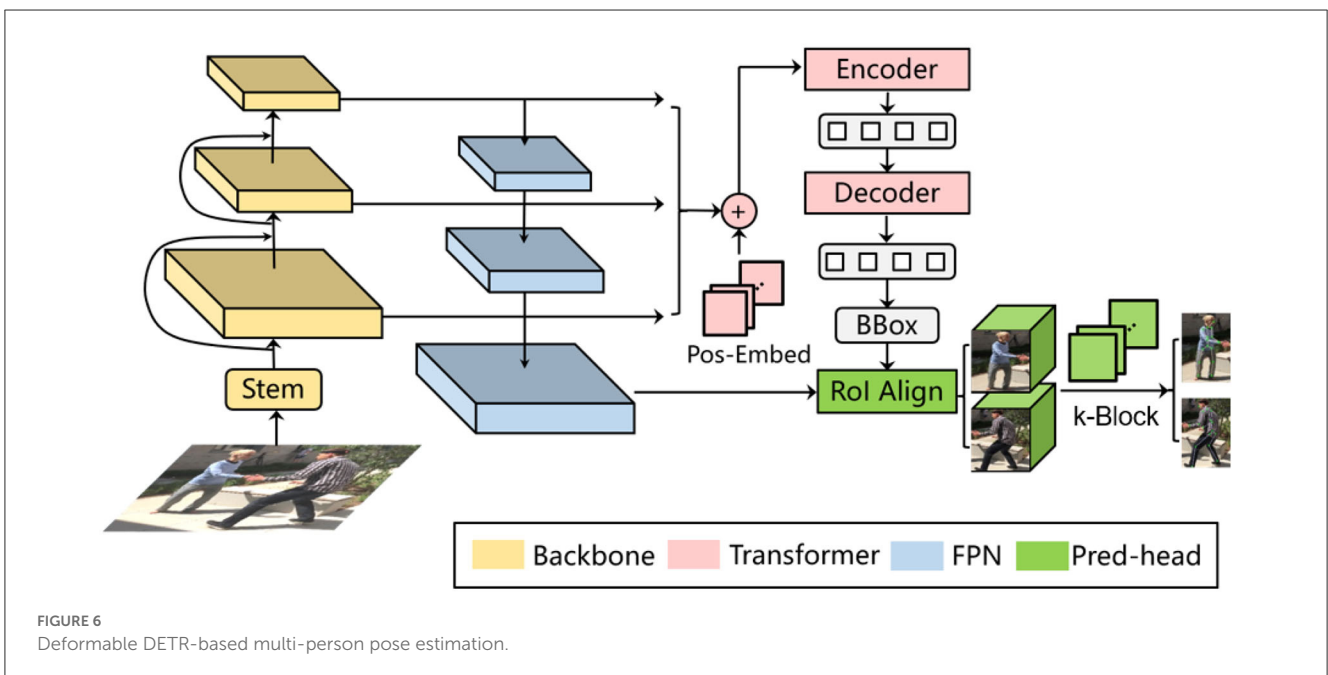 Encoder
Decoder
+
BBox
Pos-Embed
Stem
RoI Align
k-Block
Backbone Transformer FPN Pred-head
FIGURE 6
Deformable DETR-based multi-person pose estimation.